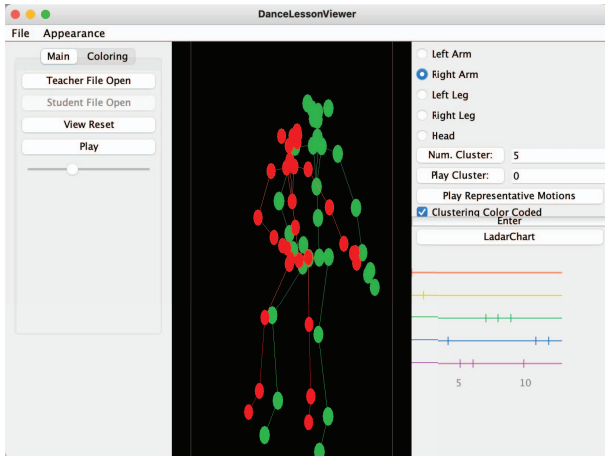 DanceLessonViewer
File Appearance
Main Coloring
Teacher File Open
Student File Open
View Reset
Play
Left Arm
Right Arm
Left Leg
Right Leg
Head
Num. Cluster: 5
Play Cluster: 0
Play Representative Motions
Clustering Color Coded
Enter
LadarChart
5 10